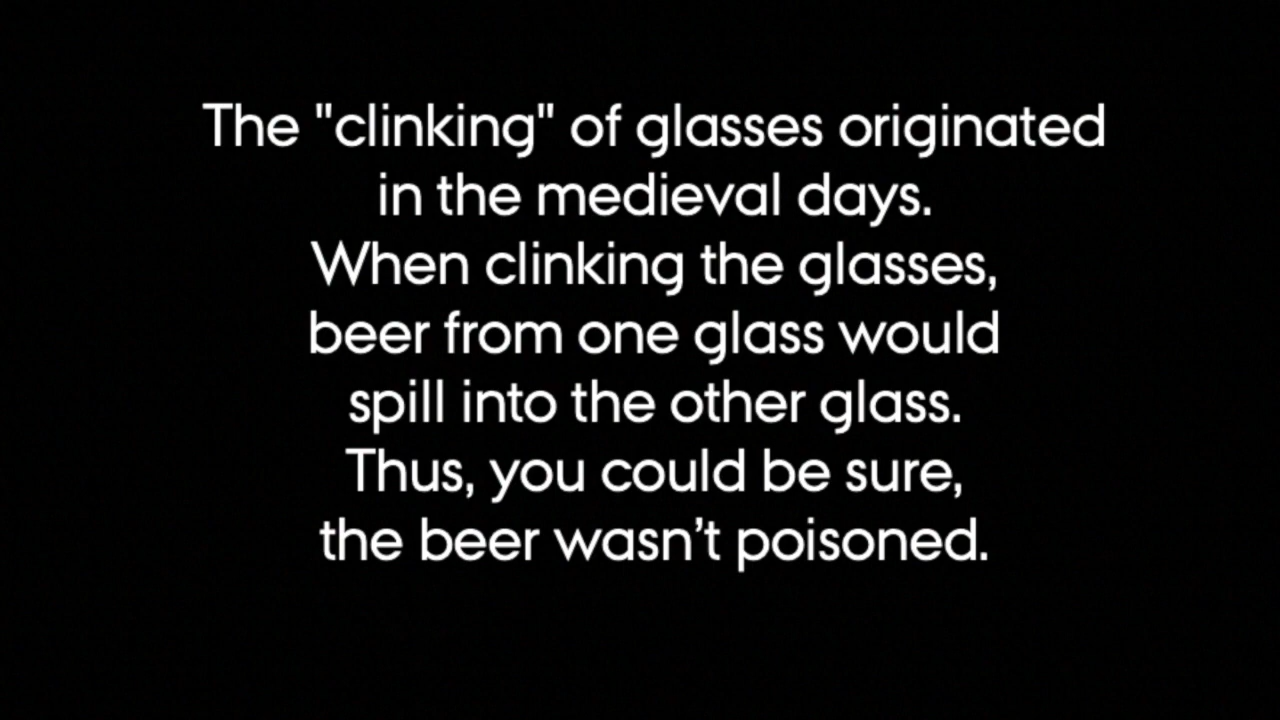 The "clinking" of glasses originated
in the medieval days.
When clinking the glasses,
beer from one glass would
spill into the other glass.
Thus, you could be sure,
the beer wasn’t poisoned.